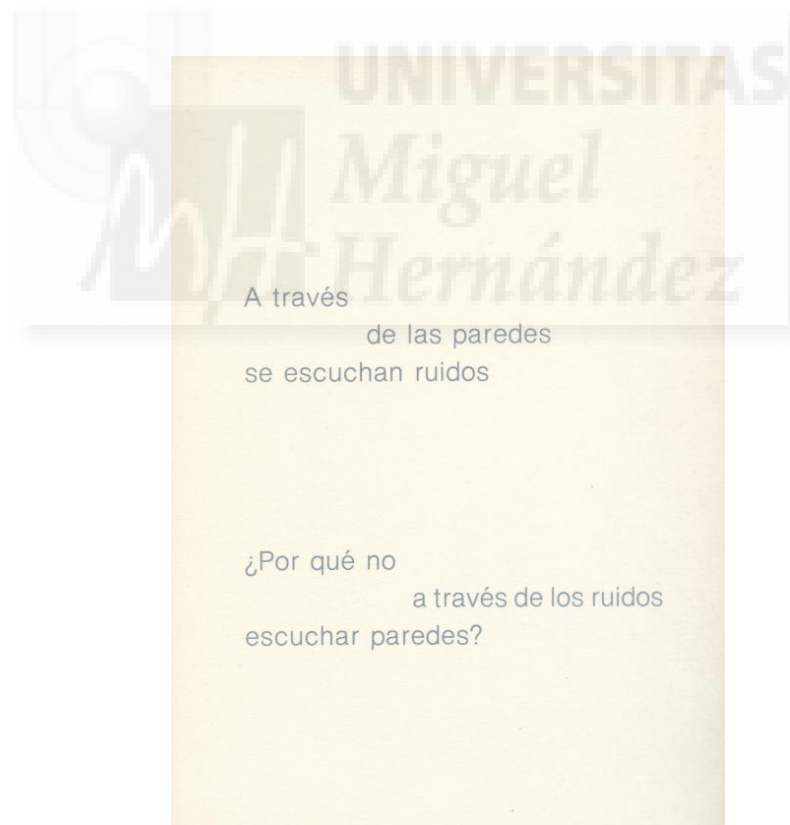 UNIVERSITAS
Miguel
Hernández
A través
de las paredes
se escuchan ruidos
¿Por qué no
a través de los ruidos
escuchar paredes?